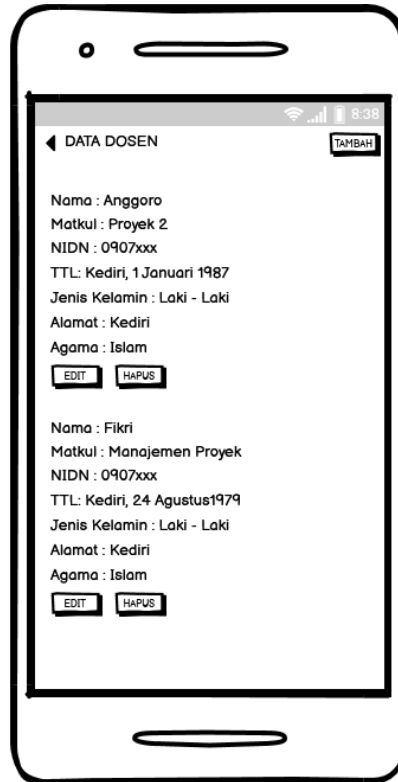 8:38
DATA DOSEN
TAMBAH
Nama : Anggoro
Matkul : Proyek 2
NIDN : 0907xxx
TTL: Kediri, 1 Januari 1987
Jenis Kelamin : Laki - Laki
Alamat : Kediri
Agama : Islam
EDIT HAPUS
Nama : Fikri
Matkul : Manajemen Proyek
NIDN : 0907xxx
TTL: Kediri, 24 Agustus1979
Jenis Kelamin : Laki - Laki
Alamat : Kediri
Agama : Islam
EDIT HAPUS